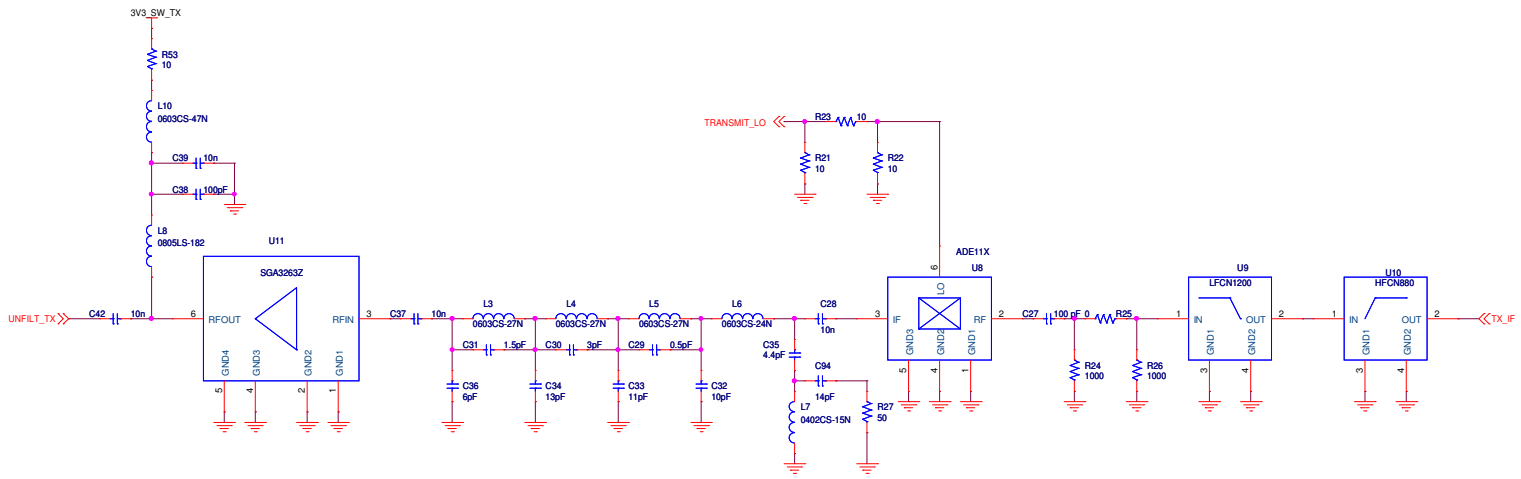 3V3_SW_TX
R53
10
L10
0603CS-47N
C39
10n
C38
100pF
L8
0805LS-182
U11
SGA3263Z
UNFILT_TX
C42
10n
6
RFOUT
RFIN
3
GND4
GND3
GND2
GND1
5
4
2
1
C37
10n
L3
0603CS-27N
L4
0603CS-27N
L5
0603CS-27N
L6
0603CS-24N
C31
1.5pF
C30
3pF
C29
0.5pF
C36
6pF
C34
13pF
C33
11pF
C32
10pF
C35
4.4pF
C28
10n
C94
14pF
L7
0402CS-15N
R27
50
TRANSMIT_LO
R23
10
R21
10
R22
10
ADE11X
U8
6
LO
3
IF
RF
2
GND3
GND2
GND1
5
4
1
C27
100 pF
0
R25
R24
1000
R26
1000
U9
LFCN1200
1
IN
OUT
2
GND1
GND2
3
4
U10
HFCN880
1
IN
OUT
2
GND1
GND2
3
4
TX_IF